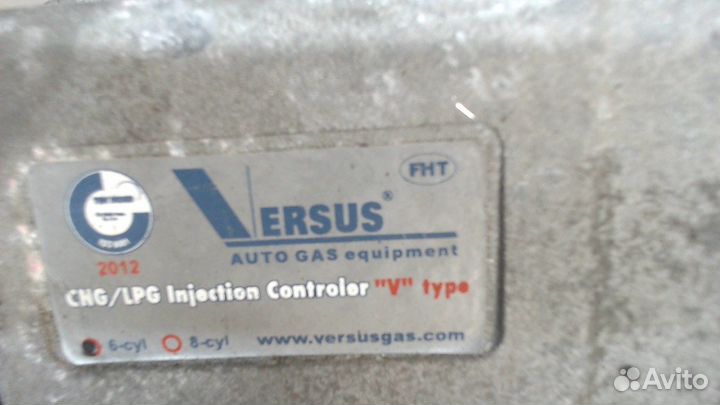 FHT
VERSUS®
AUTO GAS equipment
2012
CNG/LPG Injection Controler "V" type
6-cyl 8-cyl www.versusgas.com
Avito